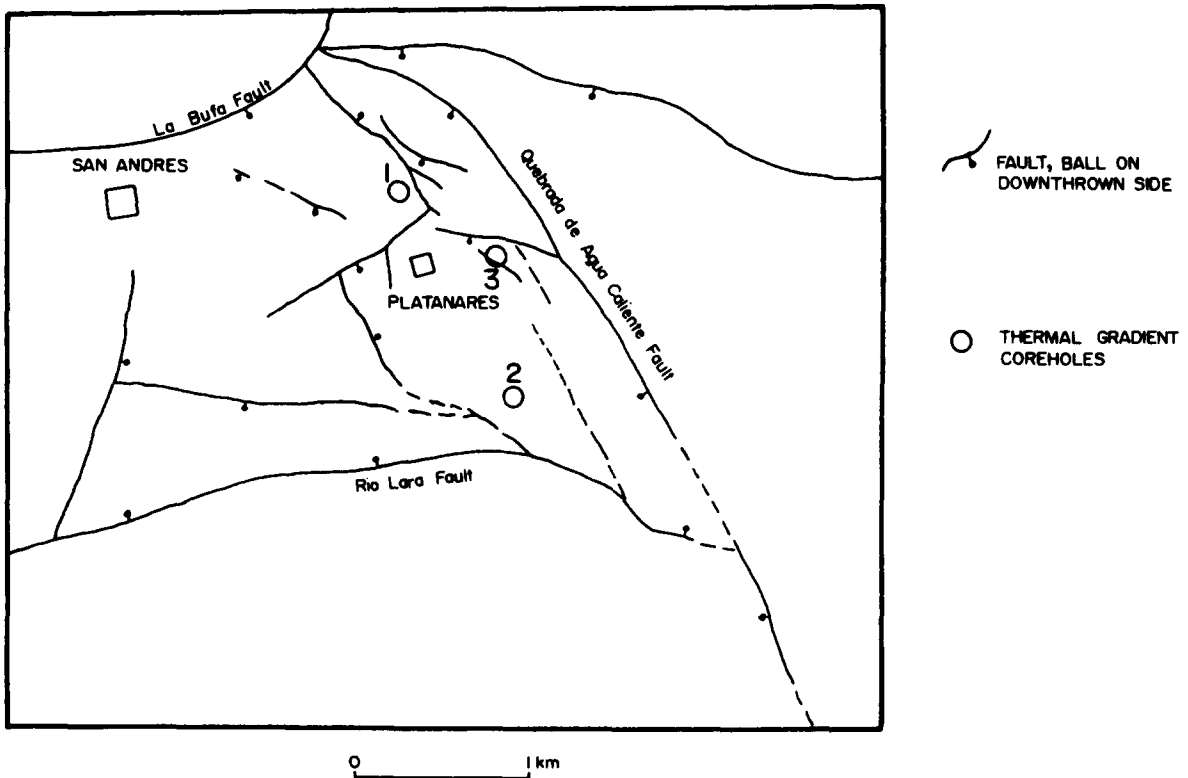 La Bufa Fault
SAN ANDRES
1
Quebrada de Agua Caliente Fault
3
PLATANARES
2
Rio Lara Fault
FAULT, BALL ON
DOWNTHROWN SIDE
THERMAL GRADIENT
COREHOLES
0 1 km